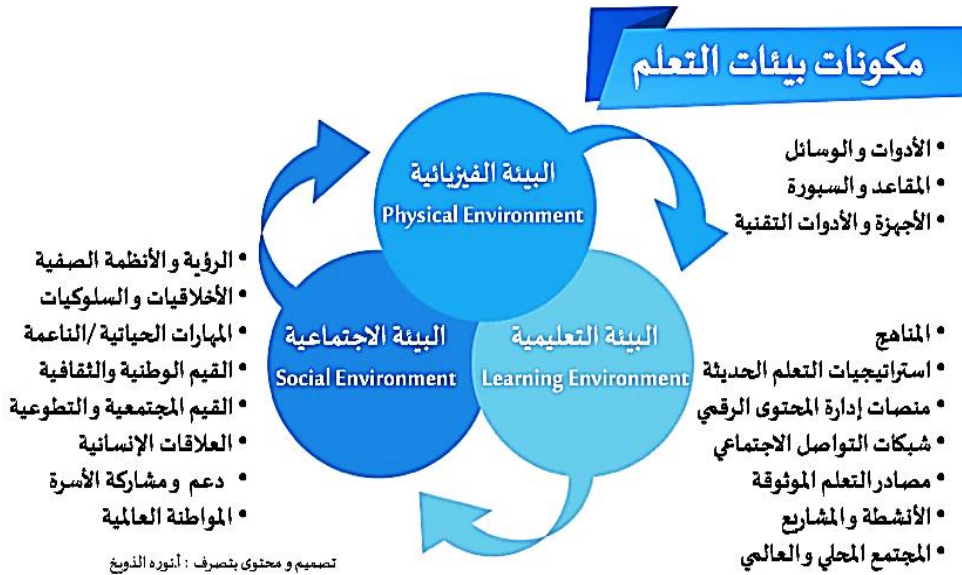 مكونات بيئات التعلم
البيئة الفيزيائية
Physical Environment
• الأدوات والوسائل
• المقاعد والسبورة
• الأجهزة والأدوات التقنية
البيئة التعليمية
Learning Environment
• المناهج
• استراتيجيات التعلم الحديثة
• منصات إدارة المحتوى الرقمي
• شبكات التواصل الاجتماعي
• مصادر التعلم الموثوقة
• الأنشطة والمشاريع
• المجتمع المحلي والعالمي
البيئة الاجتماعية
Social Environment
• الرؤية والأنظمة الصفية
• الأخلاقيات والسلوكيات
• المهارات الحياتية /الناعمة
• القيم الوطنية والثقافية
• القيم المجتمعية والتطوعية
• العلاقات الإنسانية
• دعم ومشاركة الأسرة
• المواطنة العالمية
تصميم و محتوى بتصرف : أ.نوره الذويخ